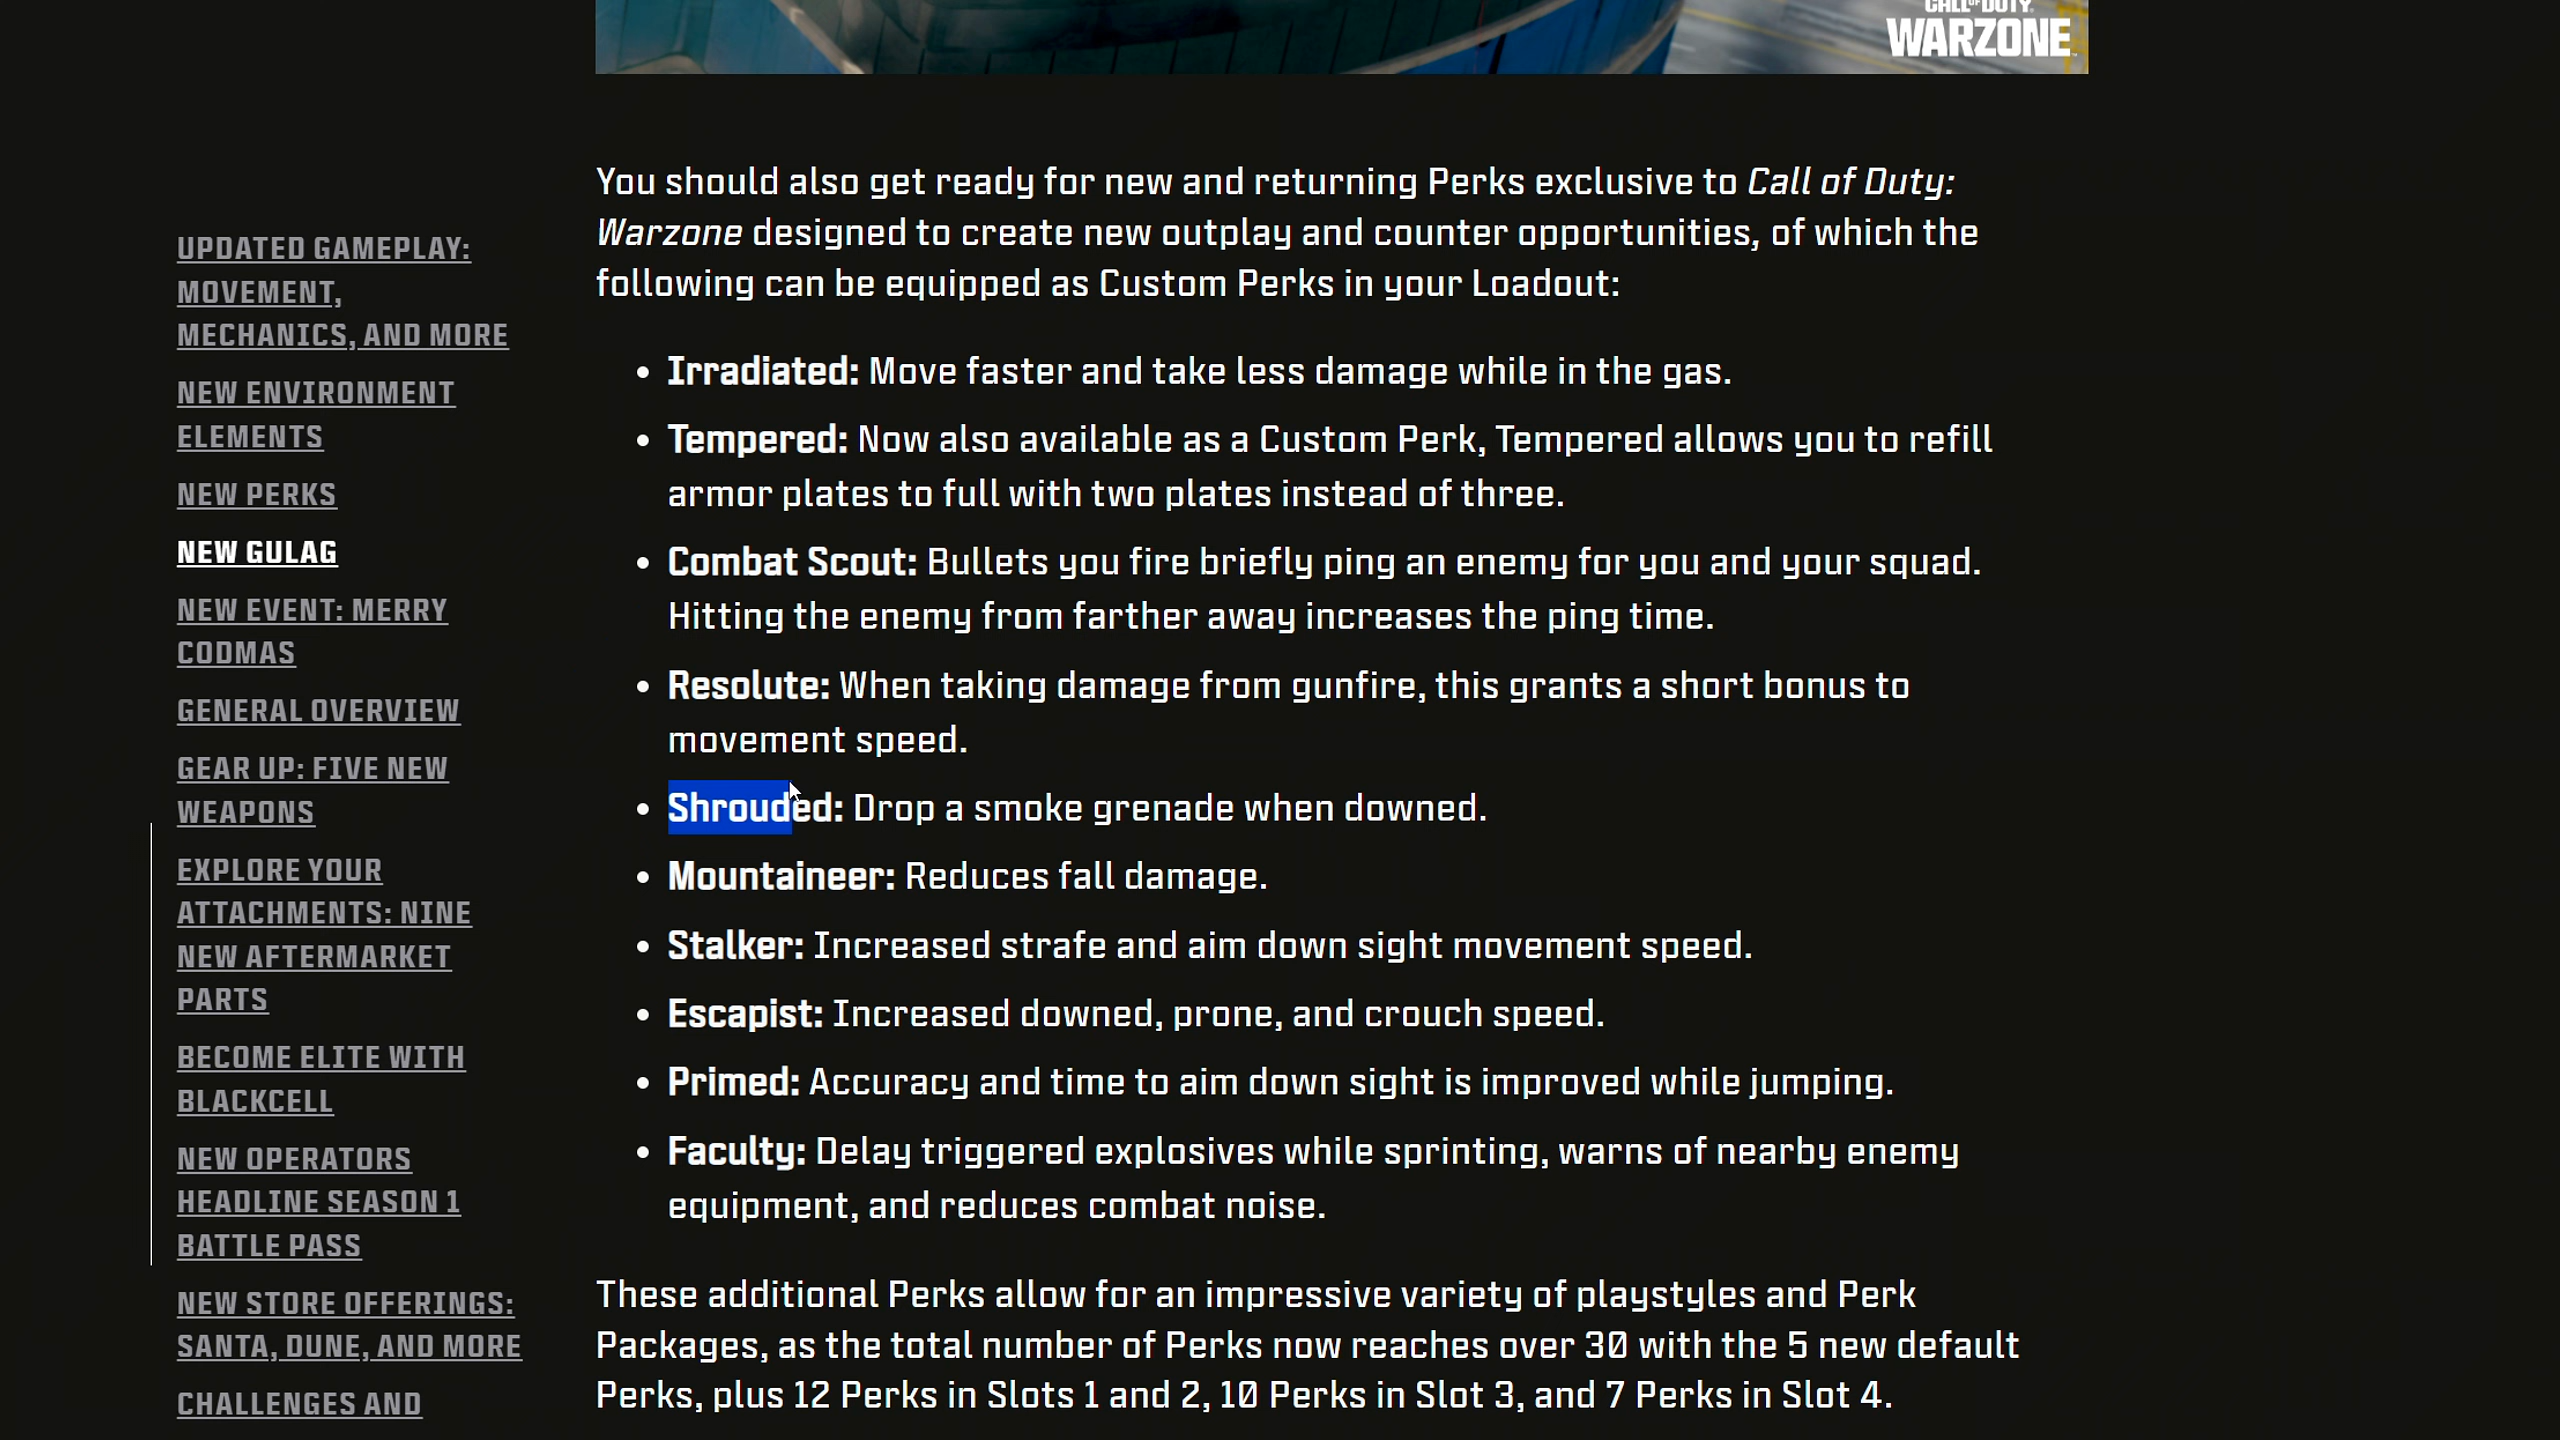 CALL OF DUTY
WARZONE
You should also get ready for new and returning Perks exclusive to Call of Duty:
Warzone designed to create new outplay and counter opportunities, of which the
following can be equipped as Custom Perks in your Loadout:
• Irradiated: Move faster and take less damage while in the gas.
• Tempered: Now also available as a Custom Perk, Tempered allows you to refill
armor plates to full with two plates instead of three.
• Combat Scout: Bullets you fire briefly ping an enemy for you and your squad.
Hitting the enemy from farther away increases the ping time.
• Resolute: When taking damage from gunfire, this grants a short bonus to
movement speed.
• Shrouded: Drop a smoke grenade when downed.
• Mountaineer: Reduces fall damage.
• Stalker: Increased strafe and aim down sight movement speed.
• Escapist: Increased downed, prone, and crouch speed.
• Primed: Accuracy and time to aim down sight is improved while jumping.
• Faculty: Delay triggered explosives while sprinting, warns of nearby enemy
equipment, and reduces combat noise.
These additional Perks allow for an impressive variety of playstyles and Perk
Packages, as the total number of Perks now reaches over 30 with the 5 new default
Perks, plus 12 Perks in Slots 1 and 2, 10 Perks in Slot 3, and 7 Perks in Slot 4.
UPDATED GAMEPLAY:
MOVEMENT,
MECHANICS, AND MORE
NEW ENVIRONMENT
ELEMENTS
NEW PERKS
NEW GULAG
NEW EVENT: MERRY
CODMAS
GENERAL OVERVIEW
GEAR UP: FIVE NEW
WEAPONS
EXPLORE YOUR
ATTACHMENTS: NINE
NEW AFTERMARKET
PARTS
BECOME ELITE WITH
BLACKCELL
NEW OPERATORS
HEADLINE SEASON 1
BATTLE PASS
NEW STORE OFFERINGS:
SANTA, DUNE, AND MORE
CHALLENGES AND